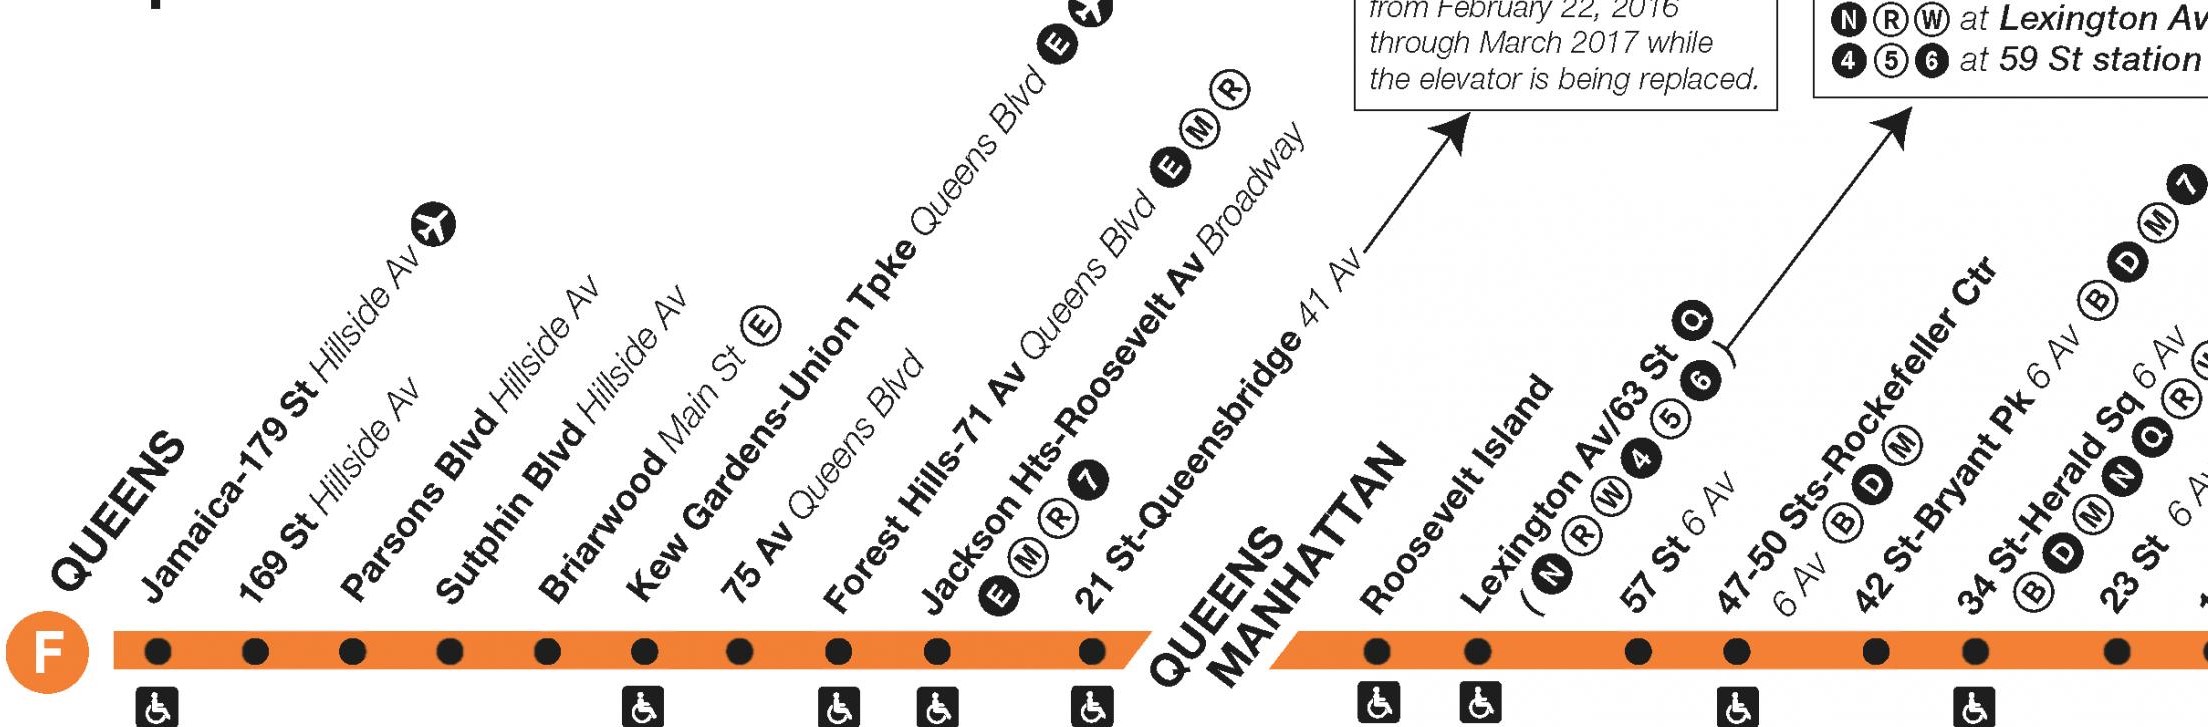 F
QUEENS
Jamaica-179 St Hillside Av
169 St Hillside Av
Parsons Blvd Hillside Av
Sutphin Blvd Hillside Av
Briarwood Main St E
Kew Gardens-Union Tpke Queens Blvd E
75 Av Queens Blvd
Forest Hills-71 Av Queens Blvd E M R
Jackson Hts-Roosevelt Av Broadway
E M R 7
21 St-Queensbridge 41 Av
from February 22, 2016
through March 2017 while
the elevator is being replaced.
QUEENS
MANHATTAN
Roosevelt Island
Lexington Av/63 St Q
(N R W 4 5 6)
N R W at Lexington Av
4 5 6 at 59 St station
57 St 6 Av
47-50 Sts-Rockefeller Ctr
6 Av B D M
42 St-Bryant Pk 6 Av B D M 7
34 St-Herald Sq 6 Av
B D M N Q R W
23 St 6 Av